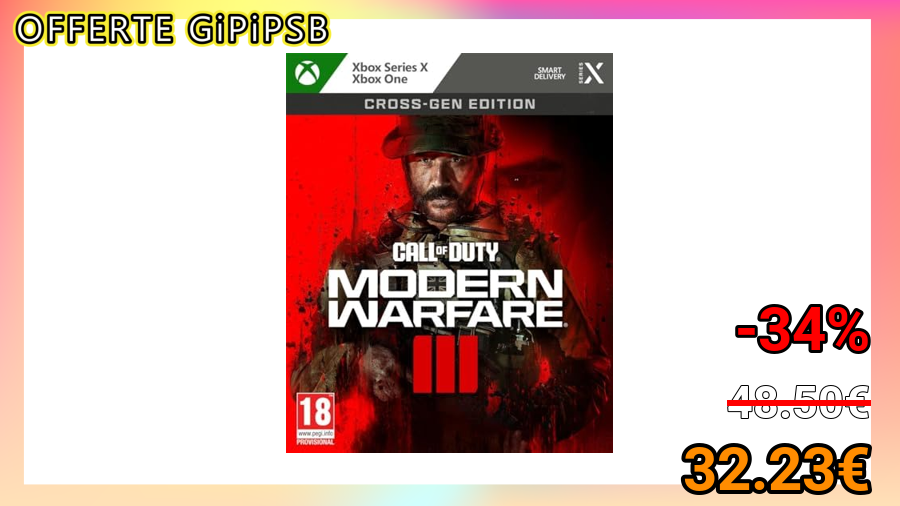 OFFERTE GiPiPSB
Xbox Series X
Xbox One
SMART
DELIVERY
SERIES X
CROSS-GEN EDITION
CALL OF DUTY
MODERN
WARFARE®
III
-34%
48.50€
32.23€
18
www.pegi.info
PROVISIONAL